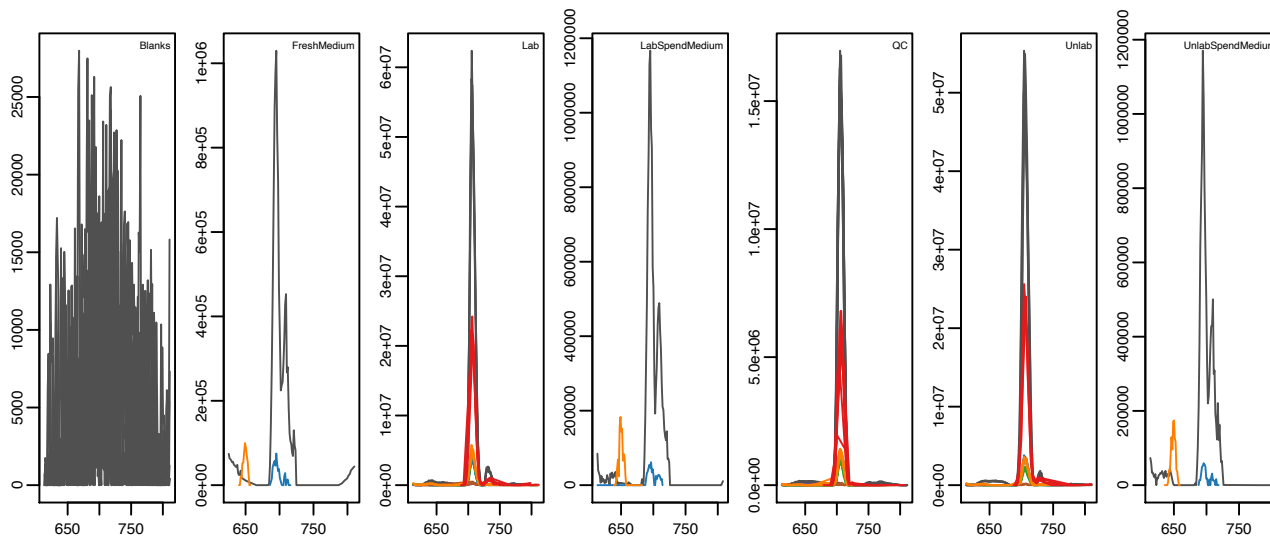 Blanks
0
5000
10000
15000
20000
25000
650
750
FreshMedium
0e+00
2e+05
4e+05
6e+05
8e+05
1e+06
650
750
Lab
0e+00
1e+07
2e+07
3e+07
4e+07
5e+07
6e+07
650
750
LabSpendMedium
0
200000
400000
600000
800000
1000000
1200000
650
750
QC
0.0e+00
5.0e+06
1.0e+07
1.5e+07
650
750
Unlab
0e+00
1e+07
2e+07
3e+07
4e+07
5e+07
650
750
UnlabSpendMedium
0
200000
400000
600000
800000
1000000
1200000
650
750